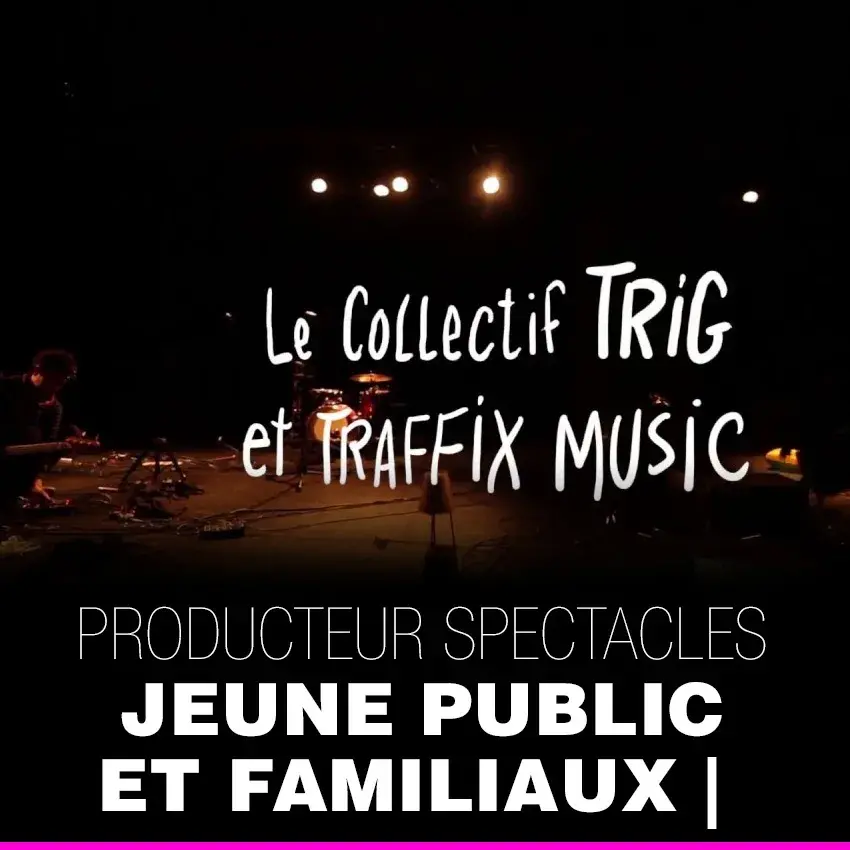 Le Collectif TRiG
et TRAFFiX MUSiC
PRODUCTEUR SPECTACLES
JEUNE PUBLIC
ET FAMILIAUX |